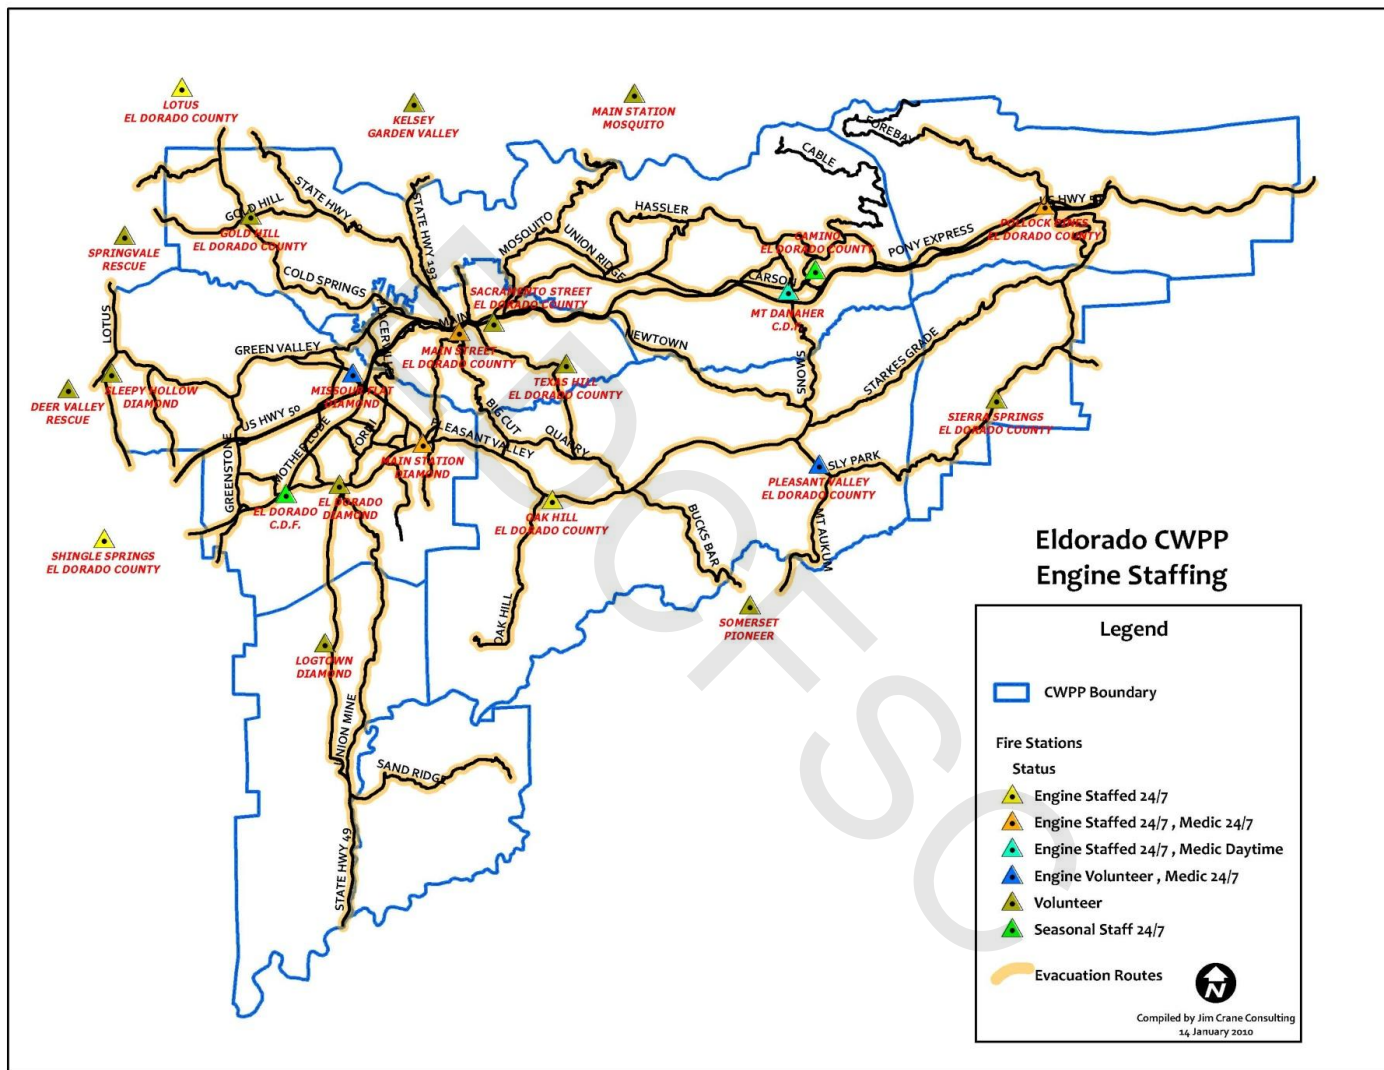 LOTUS
EL DORADO COUNTY
KELSEY
GARDEN VALLEY
MAIN STATION
MOSQUITO
FOREBAY
CABLE
STATE HWY 49
GOLD HILL
GOLD HILL
EL DORADO COUNTY
STATE HWY 193
MOSQUITO
HASSLER
UNION RIDGE
CAMINO
EL DORADO COUNTY
PONY EXPRESS
US HWY 50
POLLOCK PINES
EL DORADO COUNTY
SPRINGVALE
RESCUE
COLD SPRINGS
CARSON
SACRAMENTO STREET
EL DORADO COUNTY
MT DANAHER
C.D.F.
LOTUS
PLACERVILLE
MAIN
MAIN STREET
EL DORADO COUNTY
NEWTOWN
SNOWS
STARKES GRADE
GREEN VALLEY
SLEEPY HOLLOW
DIAMOND
MISSOURI FLAT
DIAMOND
TEXAS HILL
EL DORADO COUNTY
DEER VALLEY
RESCUE
US HWY 50
BIG CUT
QUARRY
SIERRA SPRINGS
EL DORADO COUNTY
GREENSTONE
MOTHER LODE
PLEASANT VALLEY
MAIN STATION
DIAMOND
SLY PARK
PLEASANT VALLEY
EL DORADO COUNTY
EL DORADO
C.D.F.
EL DORADO
DIAMOND
OAK HILL
EL DORADO COUNTY
BUCKS BAR
MT AUKUM
SHINGLE SPRINGS
EL DORADO COUNTY
OAK HILL
SOMERSET
PIONEER
LOGTOWN
DIAMOND
UNION MINE
SAND RIDGE
STATE HWY 49
EDCFSC
Eldorado CWPP
Engine Staffing
Legend
CWPP Boundary
Fire Stations
Status
Engine Staffed 24/7
Engine Staffed 24/7 , Medic 24/7
Engine Staffed 24/7 , Medic Daytime
Engine Volunteer , Medic 24/7
Volunteer
Seasonal Staff 24/7
Evacuation Routes
N
Compiled by Jim Crane Consulting
14 January 2010